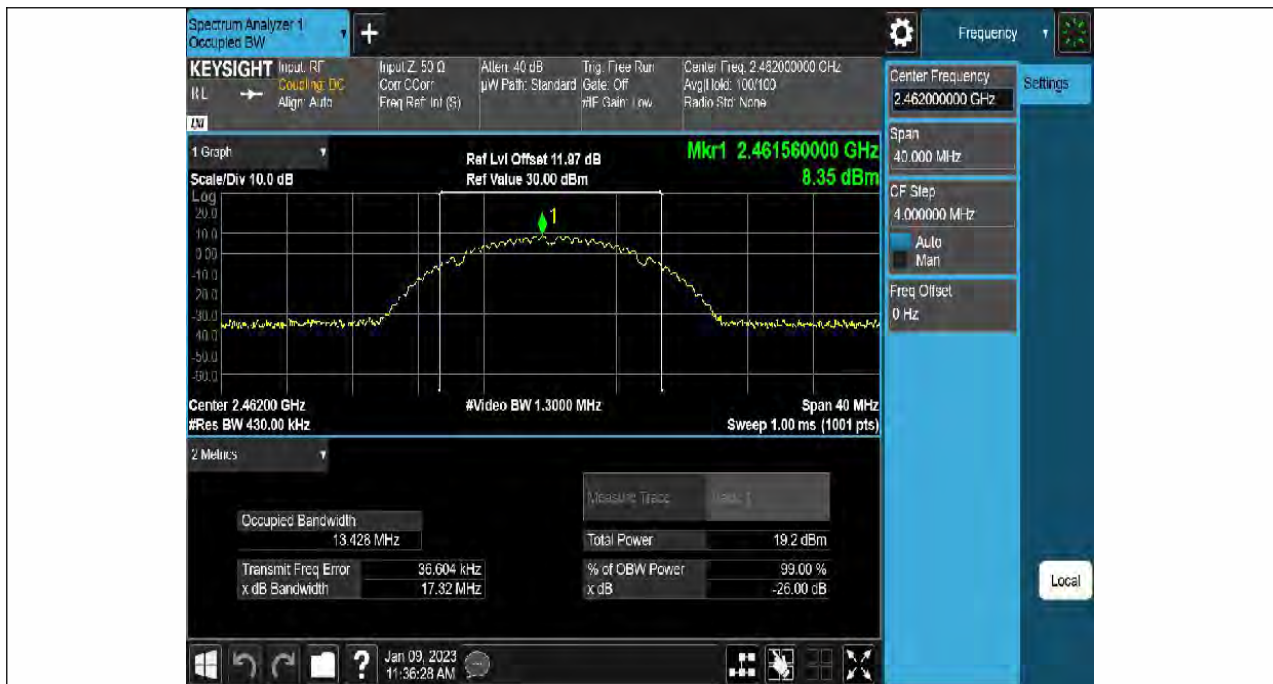 Spectrum Analyzer 1
Occupied BW
+
Frequency
KEYSIGHT
RL
LXI
Input: RF
Coupling: DC
Align: Auto
Input Z: 50 Ω
Corr CCorr
Freq Ref: Int (S)
Atten: 40 dB
µW Path: Standard
Trig: Free Run
Gate: Off
#IF Gain: Low
Center Freq: 2.462000000 GHz
Avg|Hold: 100/100
Radio Std: None
Center Frequency
2.462000000 GHz
Settings
Span
40.000 MHz
CF Step
4.000000 MHz
Auto
Man
Freq Offset
0 Hz
Local
1 Graph
Scale/Div 10.0 dB
Ref Lvl Offset 11.97 dB
Ref Value 30.00 dBm
Mkr1 2.461560000 GHz
8.35 dBm
Log
20.0
10.0
0.00
-10.0
-20.0
-30.0
-40.0
-50.0
-60.0
1
Center 2.46200 GHz
#Res BW 430.00 kHz
#Video BW 1.3000 MHz
Span 40 MHz
Sweep 1.00 ms (1001 pts)
2 Metrics
Measure Trace
Trace 1
Occupied Bandwidth
13.428 MHz
Total Power
19.2 dBm
Transmit Freq Error
36.604 kHz
% of OBW Power
99.00 %
x dB Bandwidth
17.32 MHz
x dB
-26.00 dB
?
Jan 09, 2023
11:36:28 AM